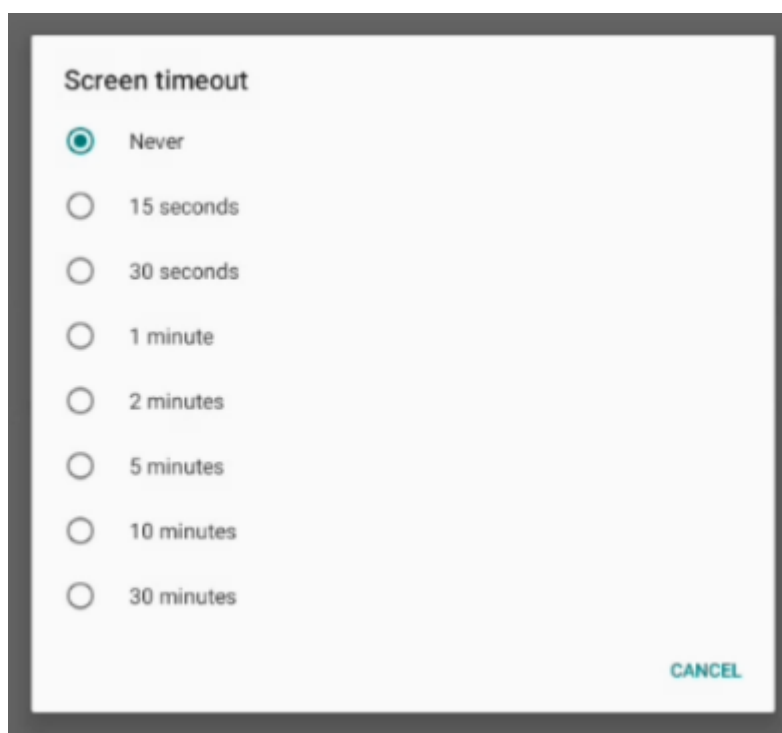 Screen timeout
Never
15 seconds
30 seconds
1 minute
2 minutes
5 minutes
10 minutes
30 minutes
CANCEL